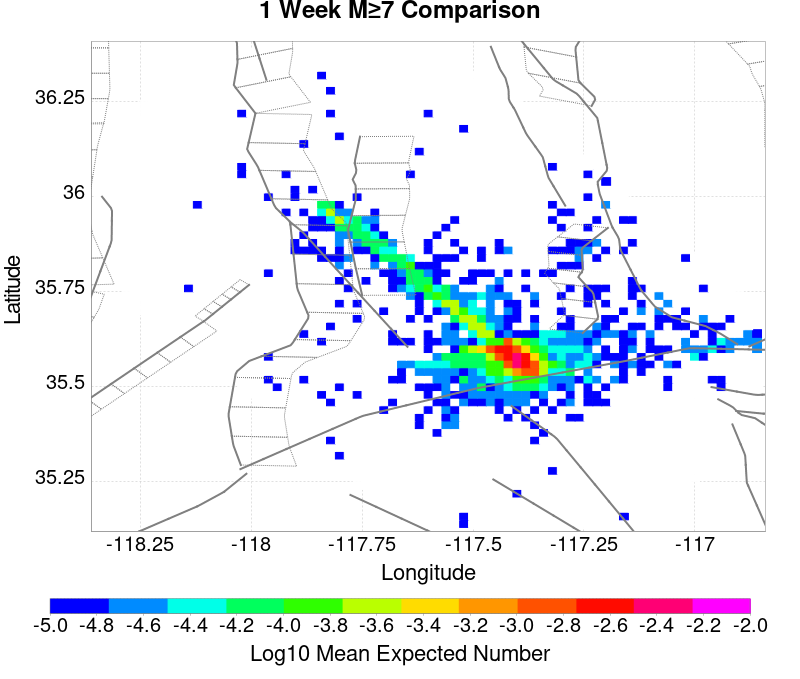 1 Week M≥7 Comparison
36.25
36
35.75
35.5
35.25
Latitude
-118.25 -118 -117.75 -117.5 -117.25 -117
Longitude
-5.0 -4.8 -4.6 -4.4 -4.2 -4.0 -3.8 -3.6 -3.4 -3.2 -3.0 -2.8 -2.6 -2.4 -2.2 -2.0
Log10 Mean Expected Number